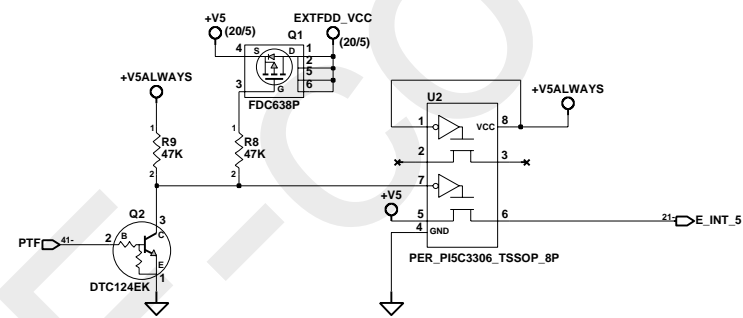 +V5
EXTFDD_VCC
(20/5)
Q1
(20/5)
4
S
D
1
2
5
3
G
6
FDC638P
+V5ALWAYS
1
R9
47K
2
1
R8
47K
2
U2
+V5ALWAYS
1
VCC
8
2
3
7
+V5
5
6
4
GND
21-
E_INT_5
PER_PI5C3306_TSSOP_8P
Q2
3
C
PTF
41-
2
B
E
1
DTC124EK
E-CO